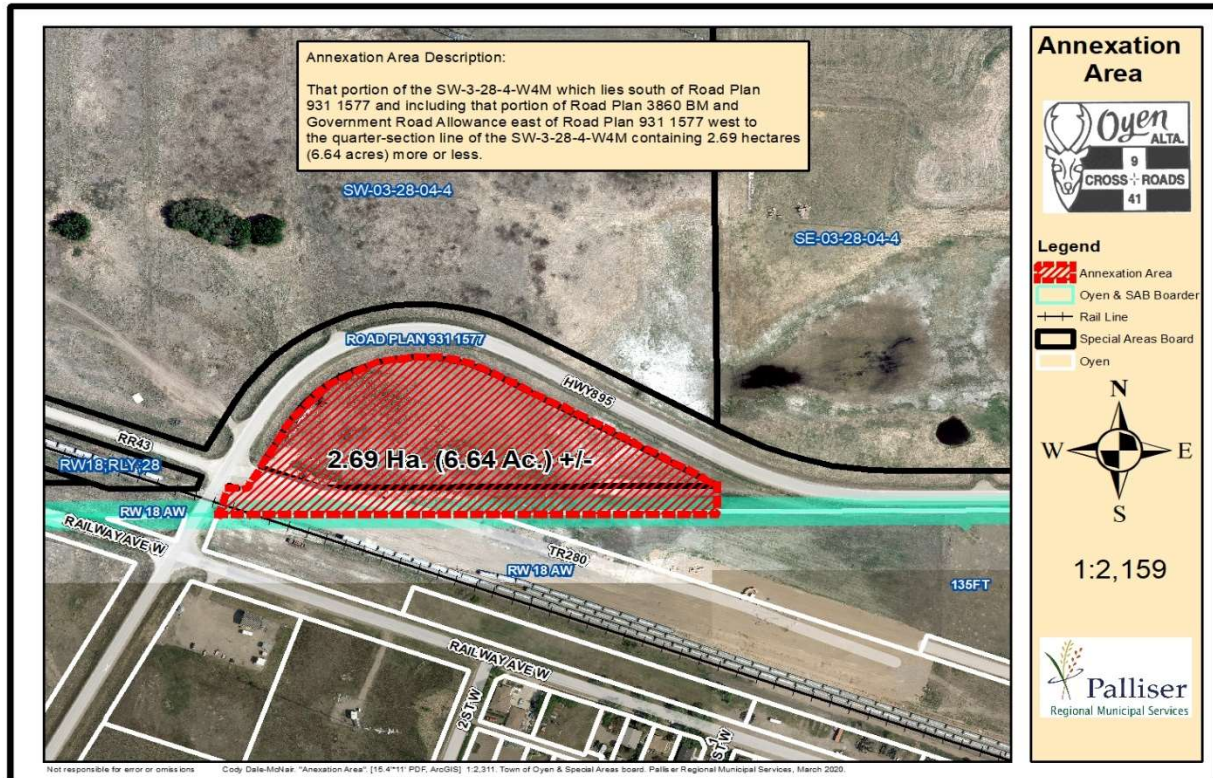 Annexation Area Description:
That portion of the SW-3-28-4-W4M which lies south of Road Plan
931 1577 and including that portion of Road Plan 3860 BM and
Government Road Allowance east of Road Plan 931 1577 west to
the quarter-section line of the SW-3-28-4-W4M containing 2.69 hectares
(6.64 acres) more or less.
SW-03-28-04-4
SE-03-28-04-4
ROAD PLAN 931 1577
HWY895
RR43
2.69 Ha. (6.64 Ac.) +/-
RW18;RLY;28
RW 18 AW
RAILWAY AVE W
TR280
RW 18 AW
135FT
RAILWAY AVE W
2 ST W
1 ST W
Annexation
Area
Oyen
ALTA.
9
CROSS ROADS
41
Legend
Annexation Area
Oyen & SAB Boarder
Rail Line
Special Areas Board
Oyen
N
W E
S
1:2,159
Palliser
Regional Municipal Services
Not responsible for error or omissions Cody Dale-McNair. "Anexation Area". [15.4"*11' PDF, ArcGIS] 1:2,311. Town of Oyen & Special Areas board. Palliser Regional Municipal Services, March 2020.